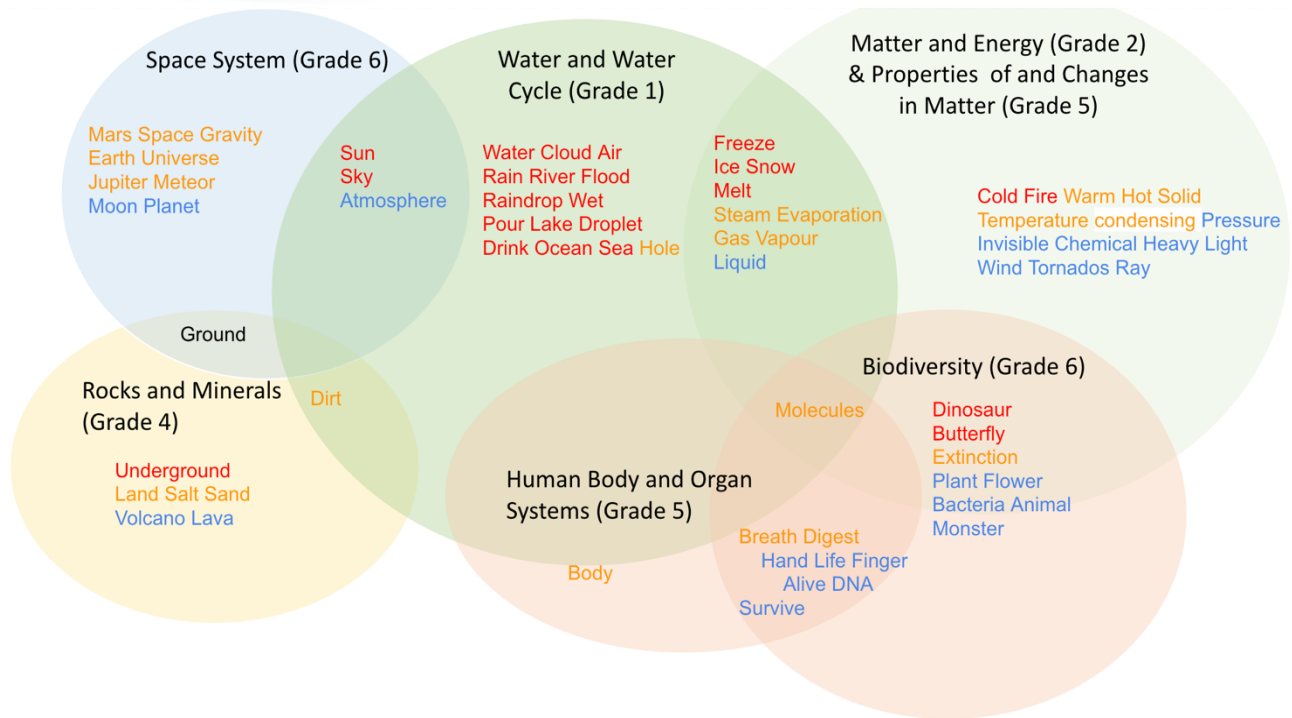 Space System (Grade 6)
Mars Space Gravity
Earth Universe
Jupiter Meteor
Moon Planet
Sun
Sky
Atmosphere
Water and Water
Cycle (Grade 1)
Water Cloud Air
Rain River Flood
Raindrop Wet
Pour Lake Droplet
Drink Ocean Sea Hole
Freeze
Ice Snow
Melt
Steam Evaporation
Gas Vapour
Liquid
Matter and Energy (Grade 2)
& Properties of and Changes
in Matter (Grade 5)
Cold Fire Warm Hot Solid
Temperature condensing Pressure
Invisible Chemical Heavy Light
Wind Tornados Ray
Ground
Rocks and Minerals
(Grade 4)
Dirt
Underground
Land Salt Sand
Volcano Lava
Human Body and Organ
Systems (Grade 5)
Body
Molecules
Breath Digest
Hand Life Finger
Alive DNA
Survive
Biodiversity (Grade 6)
Dinosaur
Butterfly
Extinction
Plant Flower
Bacteria Animal
Monster